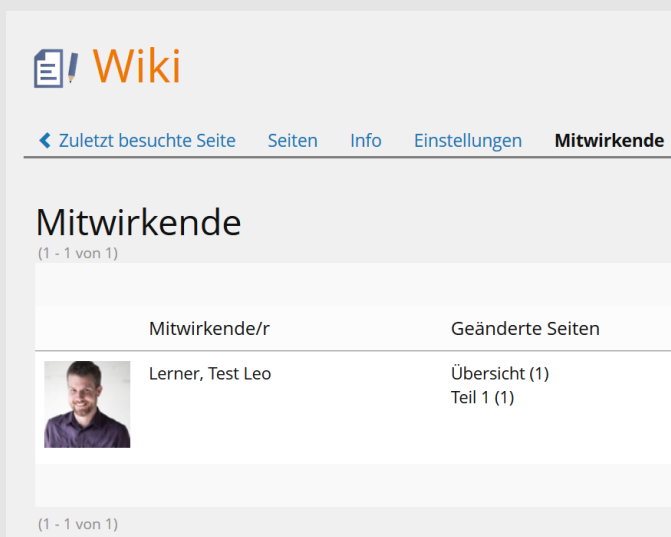 Wiki
Zuletzt besuchte Seite Seiten Info Einstellungen Mitwirkende
Mitwirkende
(1 - 1 von 1)
Mitwirkende/r Geänderte Seiten
Lerner, Test Leo Übersicht (1)
Teil 1 (1)
(1 - 1 von 1)